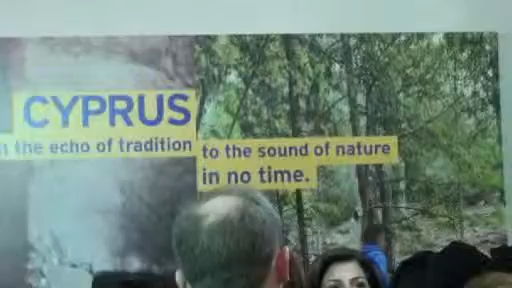 CYPRUS
the echo of tradition
to the sound of nature
in no time.